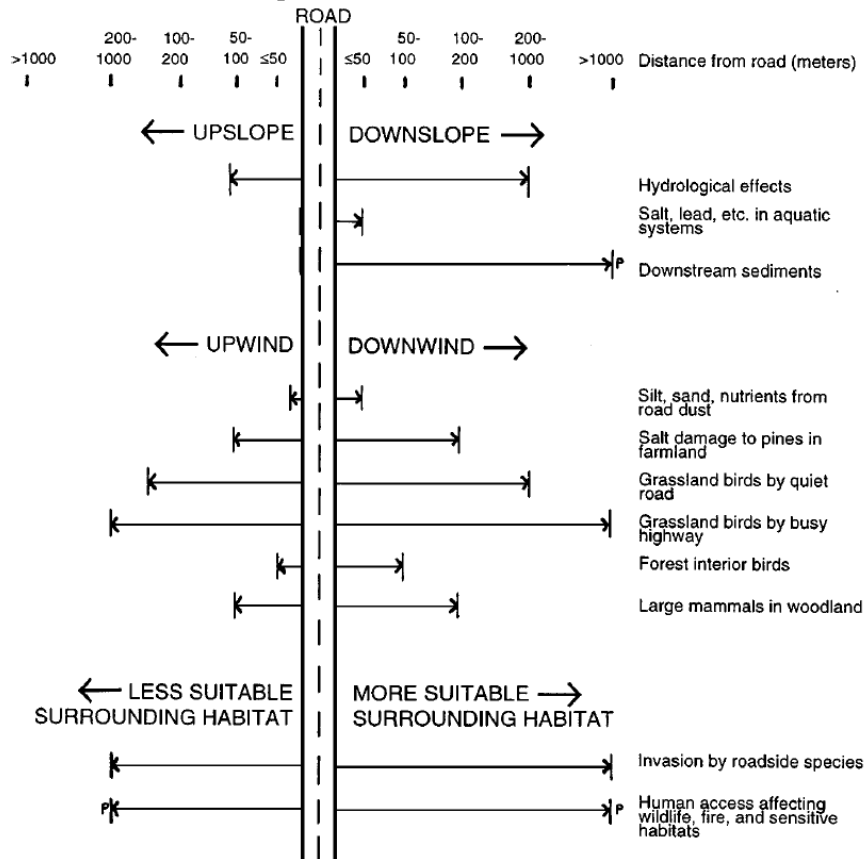 ROAD
>1000 200-1000 100-200 50-100 ≤50 ≤50 50-100 100-200 200-1000 >1000 Distance from road (meters)
UPSLOPE DOWNSLOPE
Hydrological effects
Salt, lead, etc. in aquatic
systems
P Downstream sediments
UPWIND DOWNWIND
Silt, sand, nutrients from
road dust
Salt damage to pines in
farmland
Grassland birds by quiet
road
Grassland birds by busy
highway
Forest interior birds
Large mammals in woodland
LESS SUITABLE MORE SUITABLE
SURROUNDING HABITAT SURROUNDING HABITAT
Invasion by roadside species
P P Human access affecting
wildlife, fire, and sensitive
habitats